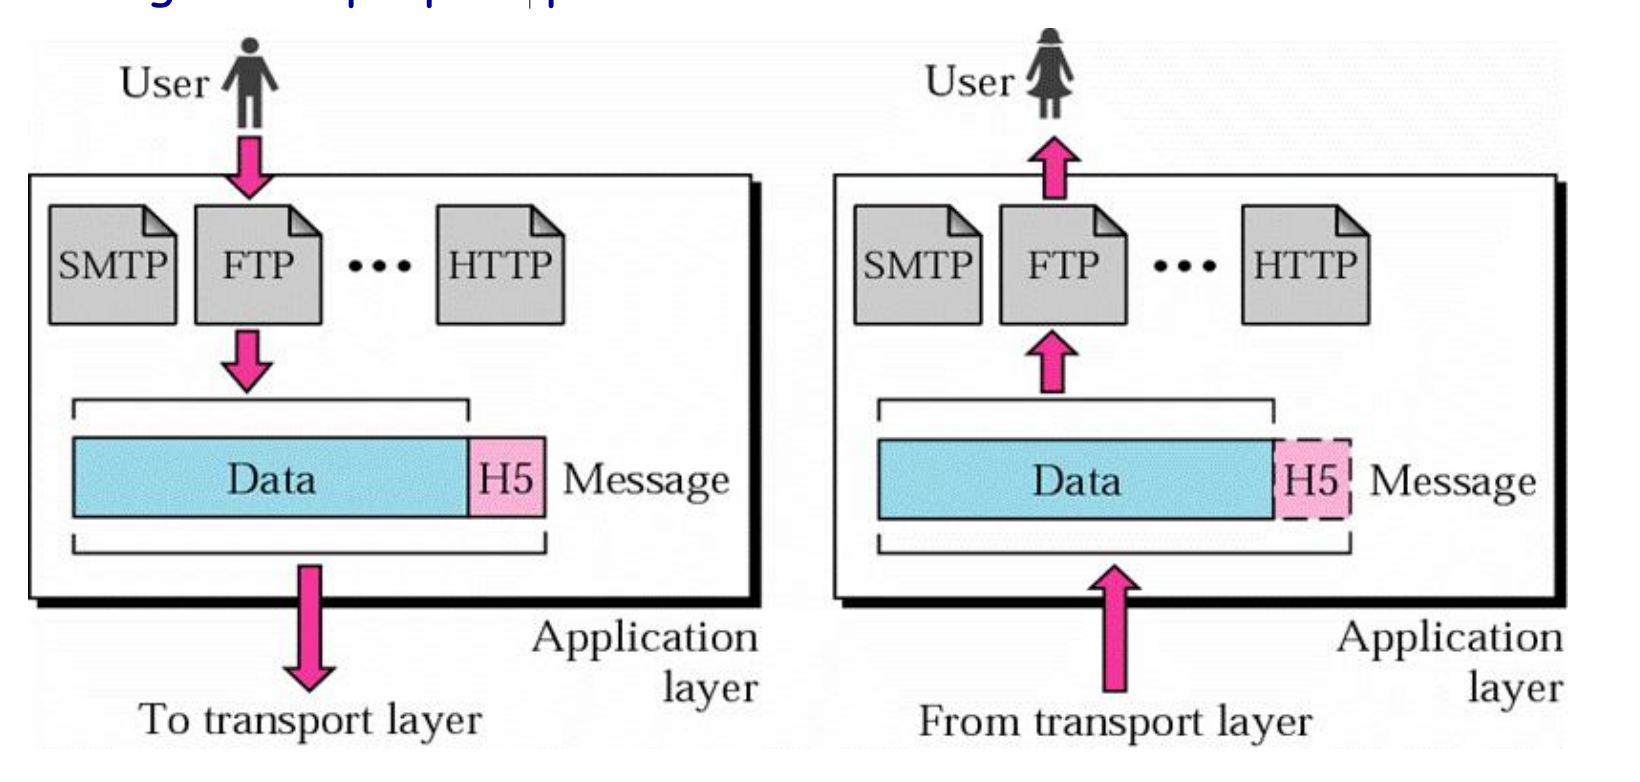 User
SMTP FTP ••• HTTP
Data H5 Message
Application
layer
To transport layer
User
SMTP FTP ••• HTTP
Data H5 Message
Application
layer
From transport layer